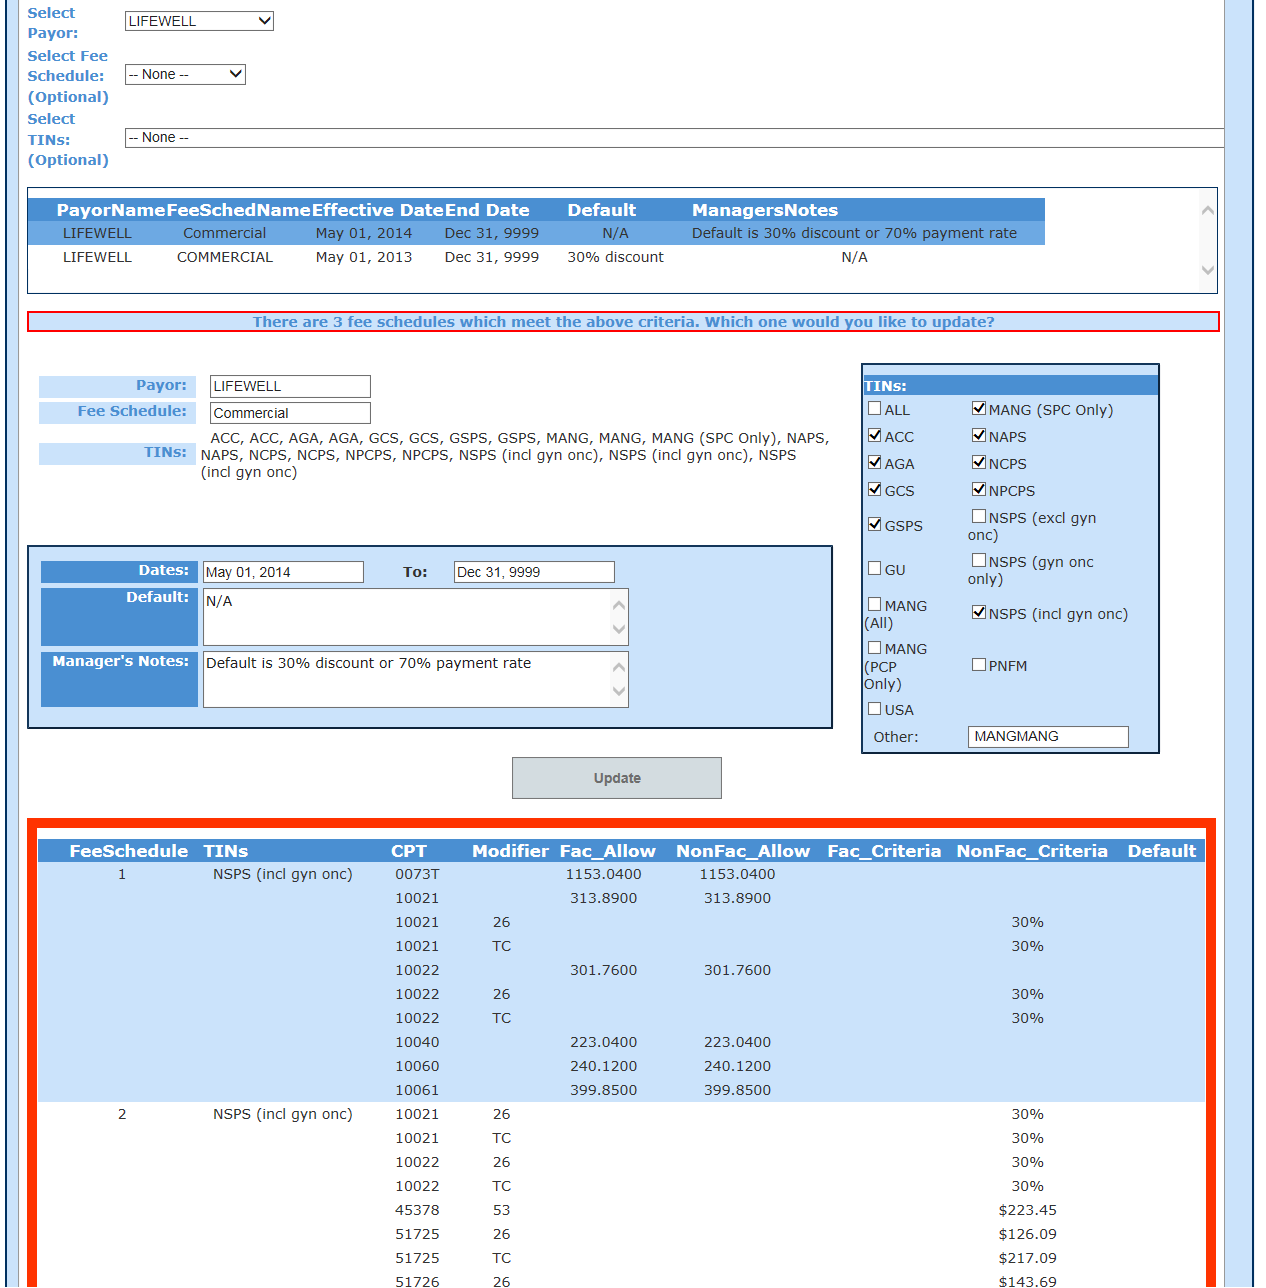 Select Payor: LIFEWELL
Select Fee Schedule: (Optional) -- None --
Select TINs: (Optional) -- None --
PayorName FeeSchedName Effective Date End Date Default ManagersNotes
LIFEWELL Commercial May 01, 2014 Dec 31, 9999 N/A Default is 30% discount or 70% payment rate
LIFEWELL COMMERCIAL May 01, 2013 Dec 31, 9999 30% discount N/A
There are 3 fee schedules which meet the above criteria. Which one would you like to update?
Payor: LIFEWELL
Fee Schedule: Commercial
TINs: ACC, ACC, AGA, AGA, GCS, GCS, GSPS, GSPS, MANG, MANG, MANG (SPC Only), NAPS,
NAPS, NCPS, NCPS, NPCPS, NPCPS, NSPS (incl gyn onc), NSPS (incl gyn onc), NSPS
(incl gyn onc)
TINs:
ALL MANG (SPC Only)
ACC NAPS
AGA NCPS
GCS NPCPS
GSPS NSPS (excl gyn onc)
GU NSPS (gyn onc only)
MANG (All) NSPS (incl gyn onc)
MANG (PCP Only) PNFM
USA
Other: MANGMANG
Dates: May 01, 2014 To: Dec 31, 9999
Default: N/A
Manager's Notes: Default is 30% discount or 70% payment rate
Update
FeeSchedule TINs CPT Modifier Fac_Allow NonFac_Allow Fac_Criteria NonFac_Criteria Default
1 NSPS (incl gyn onc) 0073T 1153.0400 1153.0400
10021 313.8900 313.8900
10021 26 30%
10021 TC 30%
10022 301.7600 301.7600
10022 26 30%
10022 TC 30%
10040 223.0400 223.0400
10060 240.1200 240.1200
10061 399.8500 399.8500
2 NSPS (incl gyn onc) 10021 26 30%
10021 TC 30%
10022 26 30%
10022 TC 30%
45378 53 $223.45
51725 26 $126.09
51725 TC $217.09
51726 26 $143.69